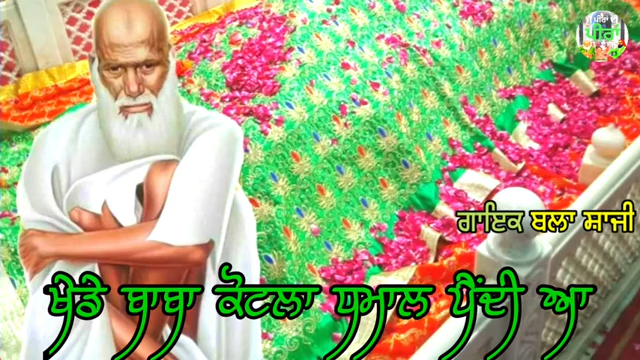 ਪੀਰਾਂ ਦੀ
ਗਾਇਕ ਬਲਾ ਸ਼ਾਜੀ
ਖੇਡੇ ਬਾਬਾ ਕੋਟਲਾ ਧਮਾਲ ਪੈਂਦੀ ਆ